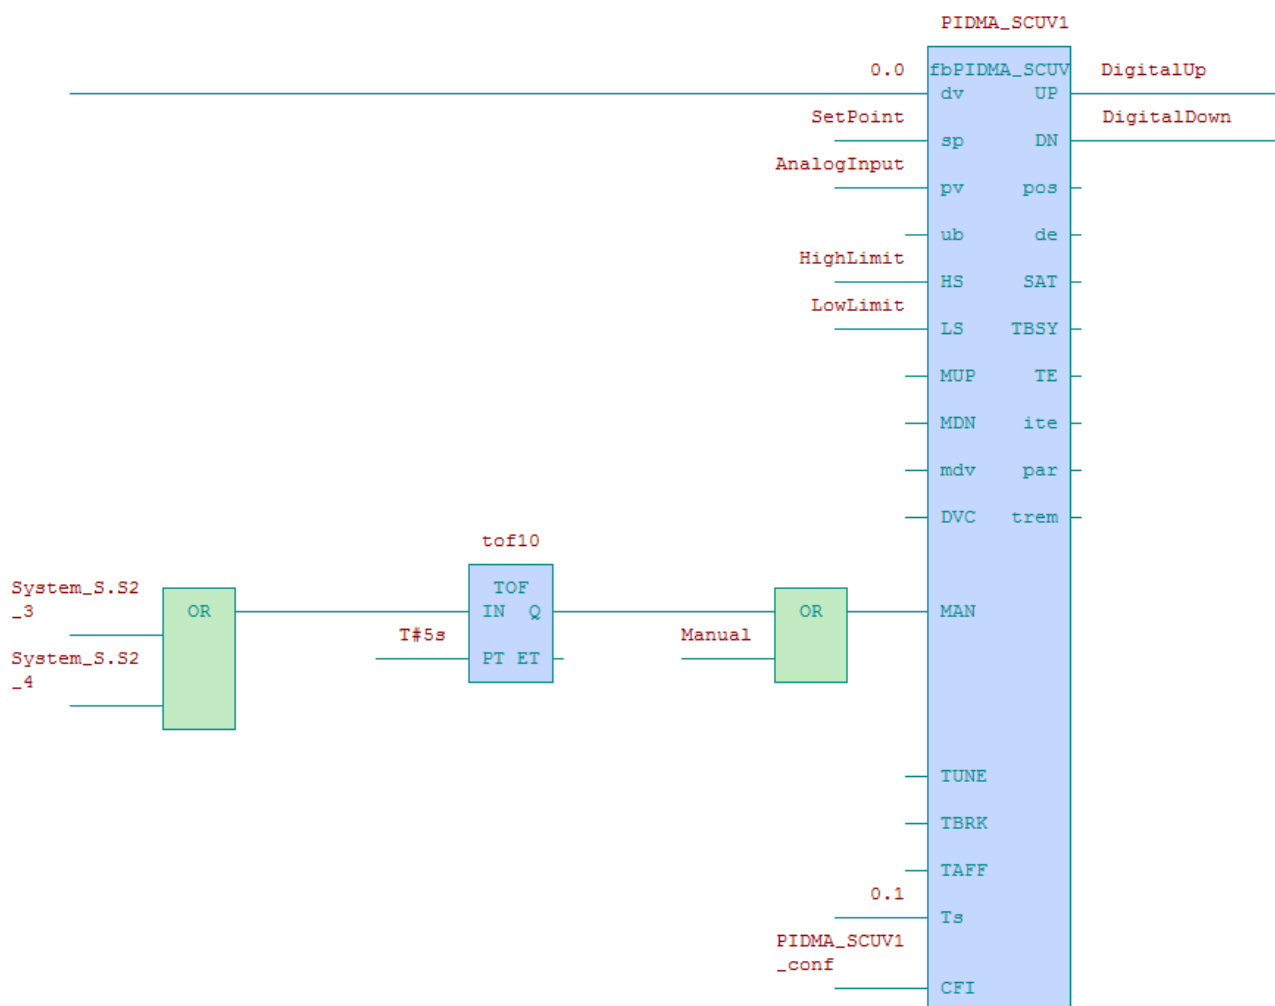 PIDMA_SCUV1
0.0 fbPIDMA_SCUV DigitalUp
dv UP
SetPoint DigitalDown
sp DN
AnalogInput
pv pos
ub de
HighLimit
HS SAT
LowLimit
LS TBSY
MUP TE
MDN ite
mdv par
DVC trem
tof10
System_S.S2
_3
OR
TOF
IN Q
OR
MAN
T#5s
PT ET
Manual
System_S.S2
_4
TUNE
TBRK
TAFF
0.1
Ts
PIDMA_SCUV1
_conf
CFI